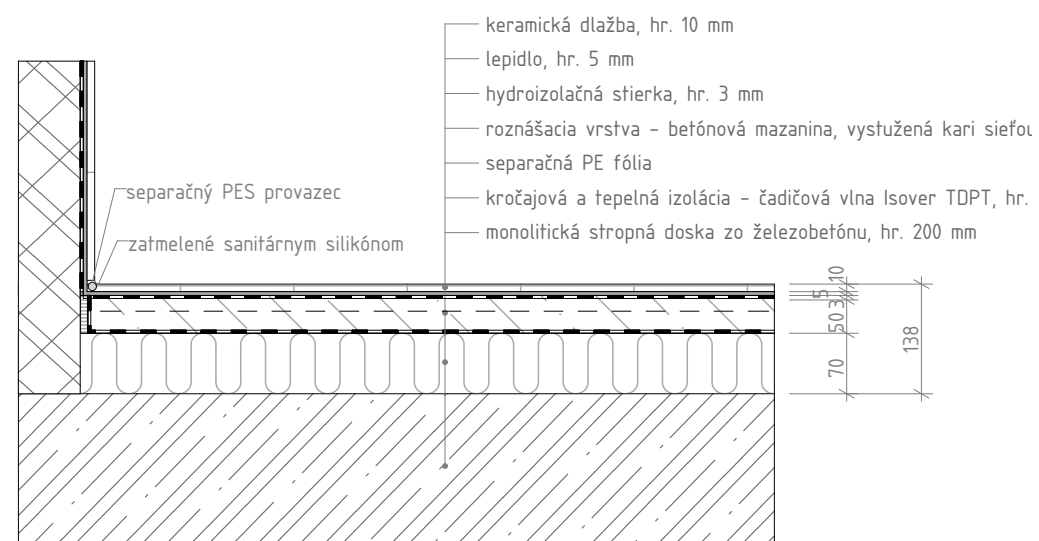 keramická dlažba, hr. 10 mm
lepidlo, hr. 5 mm
hydroizolačná stierka, hr. 3 mm
roznášacia vrstva - betónová mazanina, vystužená kari sieťou
separačná PE fólia
kročajová a tepelná izolácia - čadičová vlna Isover TDPT, hr.
monolitická stropná doska zo železobetónu, hr. 200 mm
separačný PES provazec
zatmelené sanitárnym silikónom
10
5
3
50
70
138